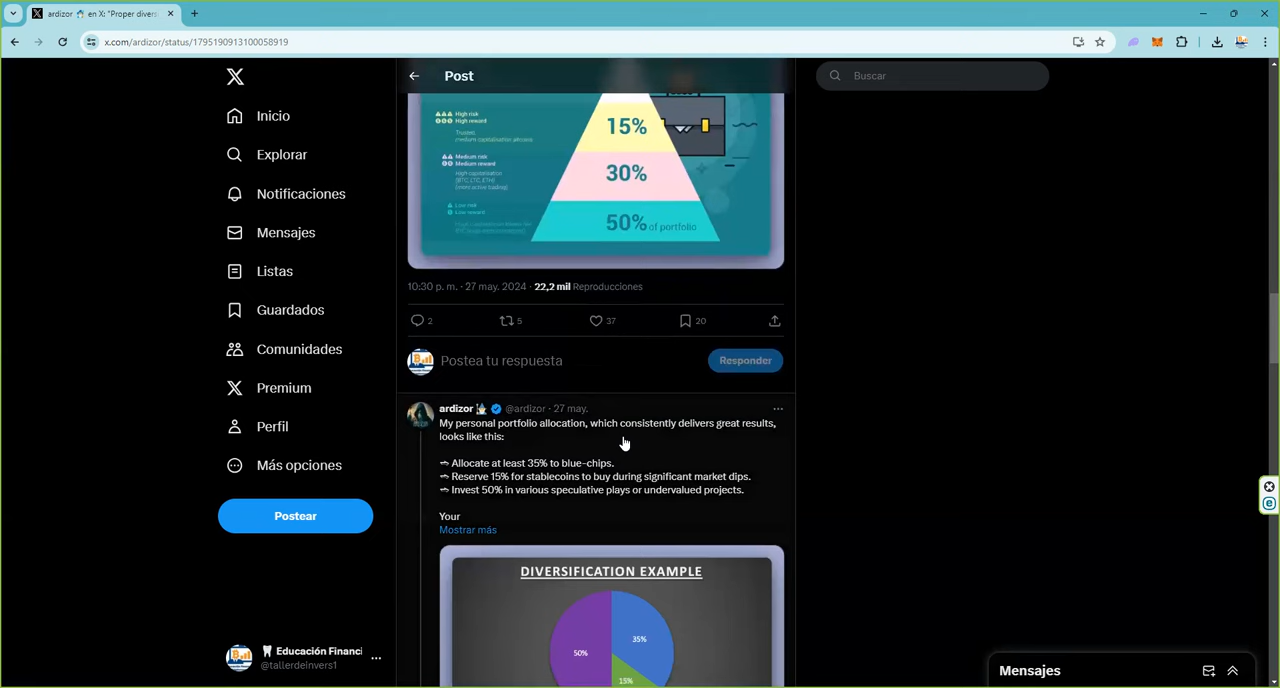 ardizor en X: "Proper divers
x.com/ardizor/status/1795190913100058919
Inicio
Explorar
Notificaciones
Mensajes
Listas
Guardados
Comunidades
Premium
Perfil
Más opciones
Postear
Educación Financi
@tallerdeinvers1
Post
High risk
High reward
15%
Medium risk
Medium reward
High capitalization
(BTC, LTC, ETH)
30%
Low risk
Low reward
50% of portfolio
10:30 p. m. · 27 may. 2024 · 22,2 mil Reproducciones
2
5
37
20
Postea tu respuesta
Responder
ardizor @ardizor · 27 may.
My personal portfolio allocation, which consistently delivers great results,
looks like this:
➬ Allocate at least 35% to blue-chips.
➬ Reserve 15% for stablecoins to buy during significant market dips.
➬ Invest 50% in various speculative plays or undervalued projects.
Your
Mostrar más
DIVERSIFICATION EXAMPLE
35%
50%
15%
Buscar
Mensajes